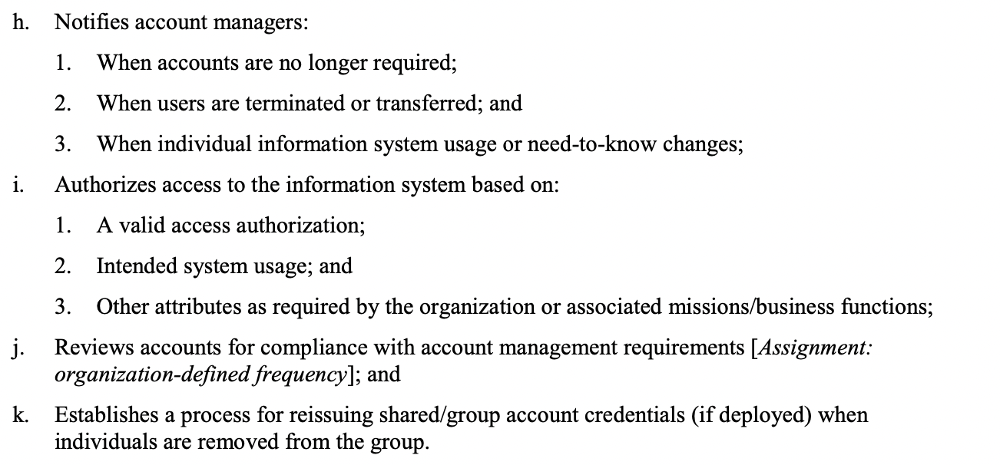 h. Notifies account managers:
1. When accounts are no longer required;
2. When users are terminated or transferred; and
3. When individual information system usage or need-to-know changes;
i. Authorizes access to the information system based on:
1. A valid access authorization;
2. Intended system usage; and
3. Other attributes as required by the organization or associated missions/business functions;
j. Reviews accounts for compliance with account management requirements [Assignment:
organization-defined frequency]; and
k. Establishes a process for reissuing shared/group account credentials (if deployed) when
individuals are removed from the group.